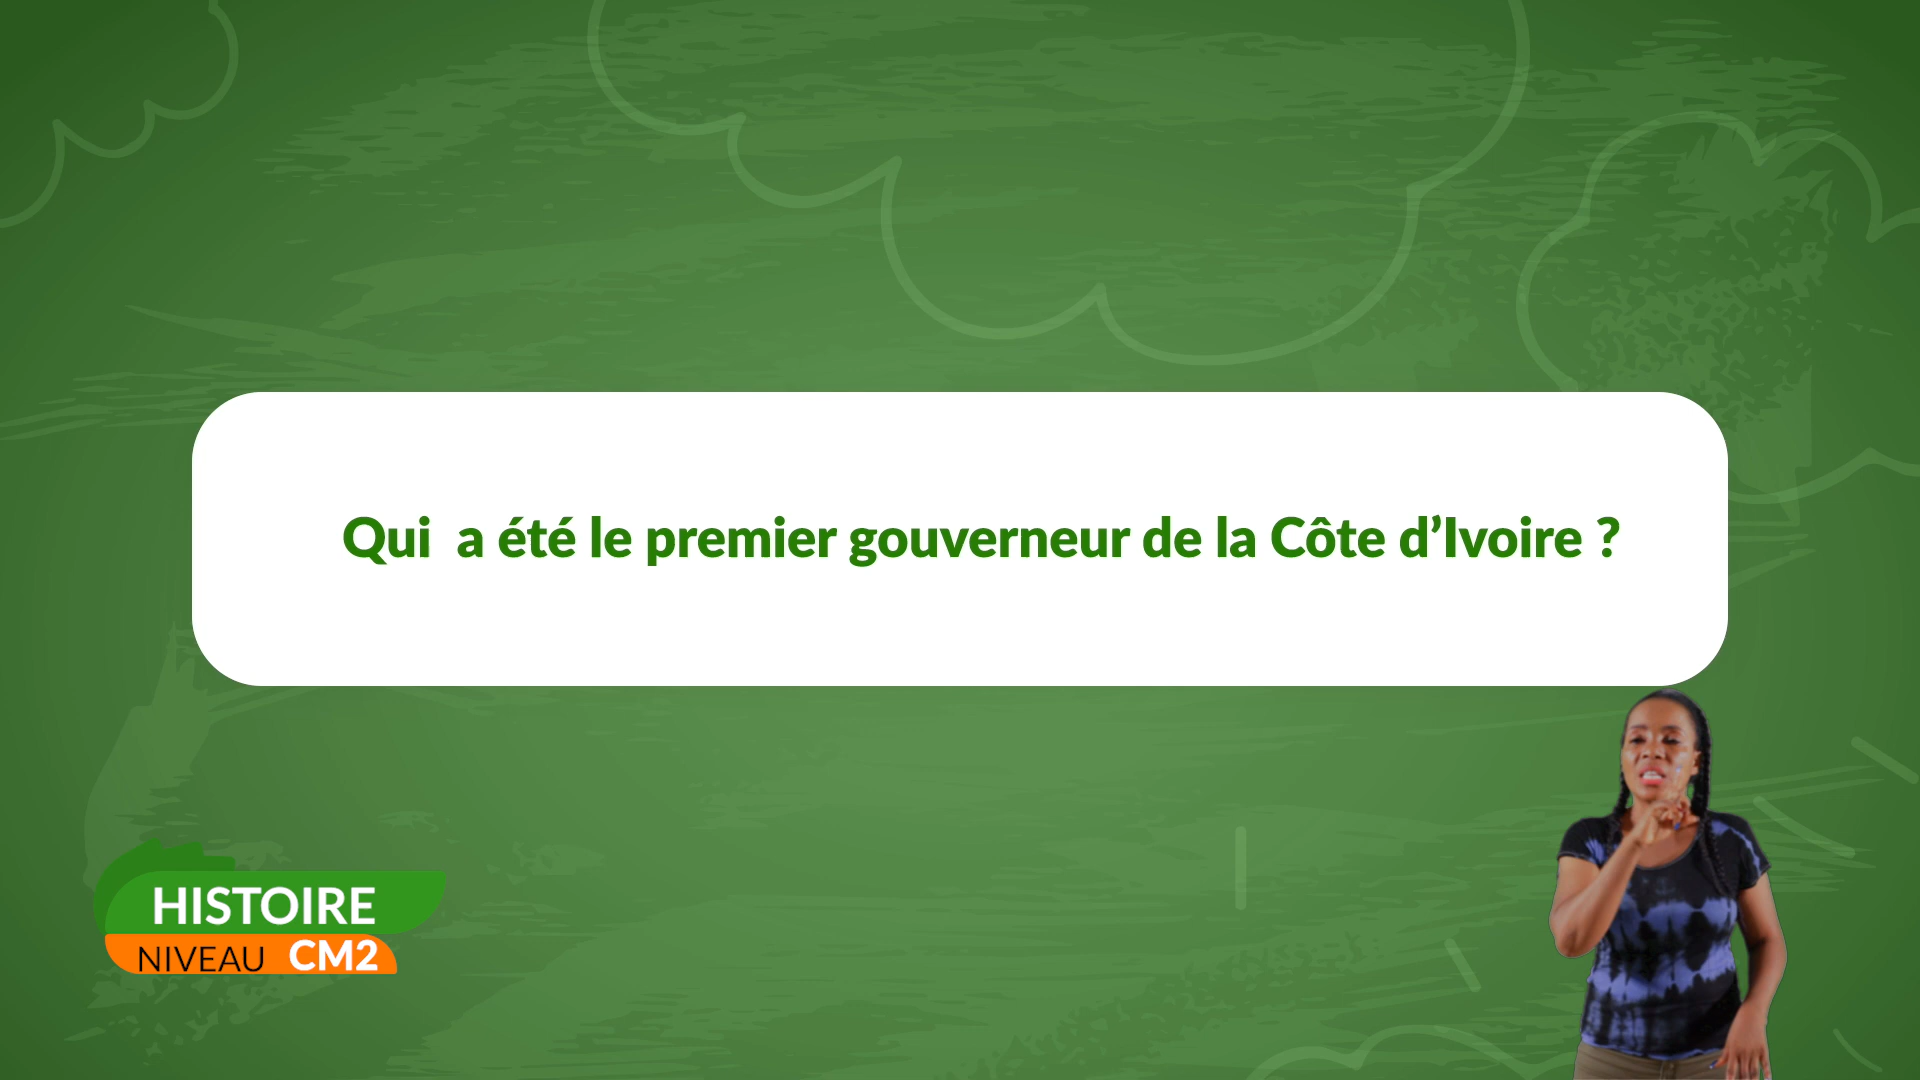 Qui  a été le premier gouverneur de la Côte d’Ivoire ?
HISTOIRE
NIVEAU CM2